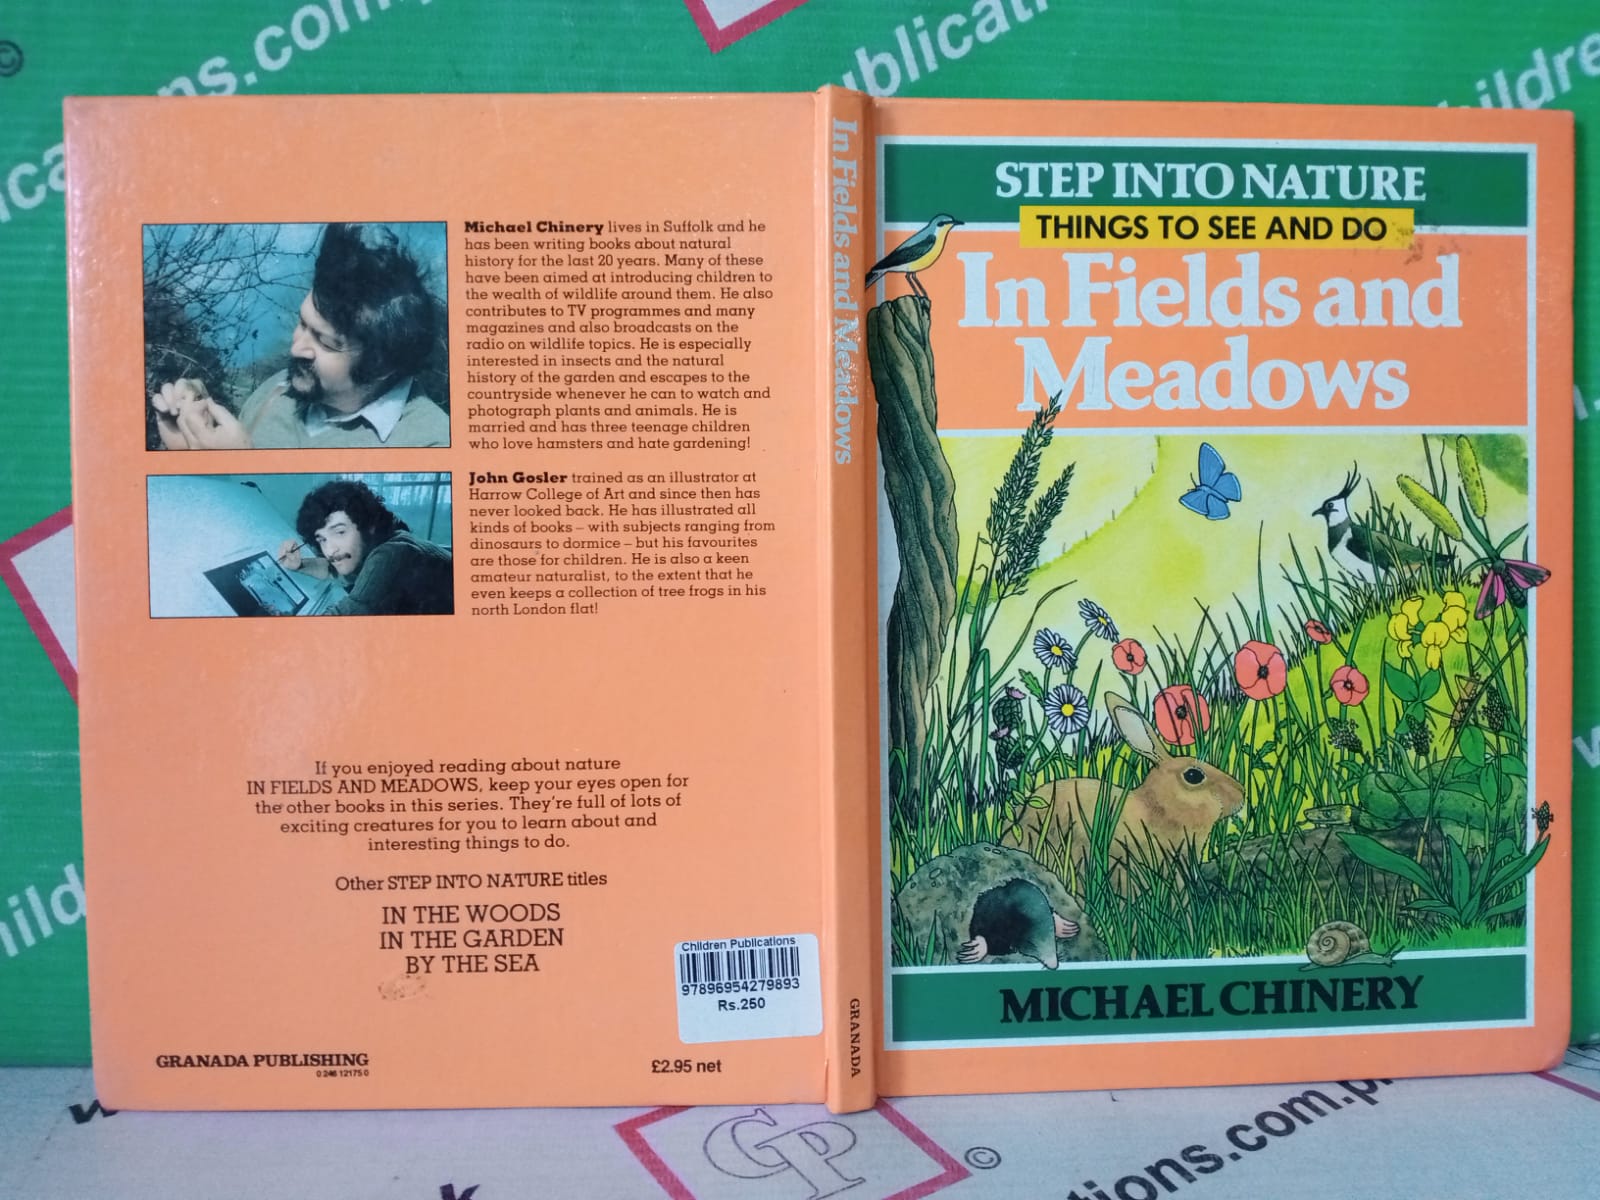 Michael Chinery lives in Suffolk and he
has been writing books about natural
history for the last 20 years. Many of these
have been aimed at introducing children to
the wealth of wildlife around them. He also
contributes to TV programmes and many
magazines and also broadcasts on the
radio on wildlife topics. He is especially
interested in insects and the natural
history of the garden and escapes to the
countryside whenever he can to watch and
photograph plants and animals. He is
married and has three teenage children
who love hamsters and hate gardening!
John Gosler trained as an illustrator at
Harrow College of Art and since then has
never looked back. He has illustrated all
kinds of books – with subjects ranging from
dinosaurs to dormice – but his favourites
are those for children. He is also a keen
amateur naturalist, to the extent that he
even keeps a collection of tree frogs in his
north London flat!
If you enjoyed reading about nature
IN FIELDS AND MEADOWS, keep your eyes open for
the other books in this series. They're full of lots of
exciting creatures for you to learn about and
interesting things to do.
Other STEP INTO NATURE titles
IN THE WOODS
IN THE GARDEN
BY THE SEA
Children Publications
97896954279893
Rs.250
GRANADA PUBLISHING
0 246 12175 0
£2.95 net
In Fields and Meadows
GRANADA
STEP INTO NATURE
THINGS TO SEE AND DO
In Fields and
Meadows
MICHAEL CHINERY
ns.com
ublicati
hildre
CP
©
tions.com.p